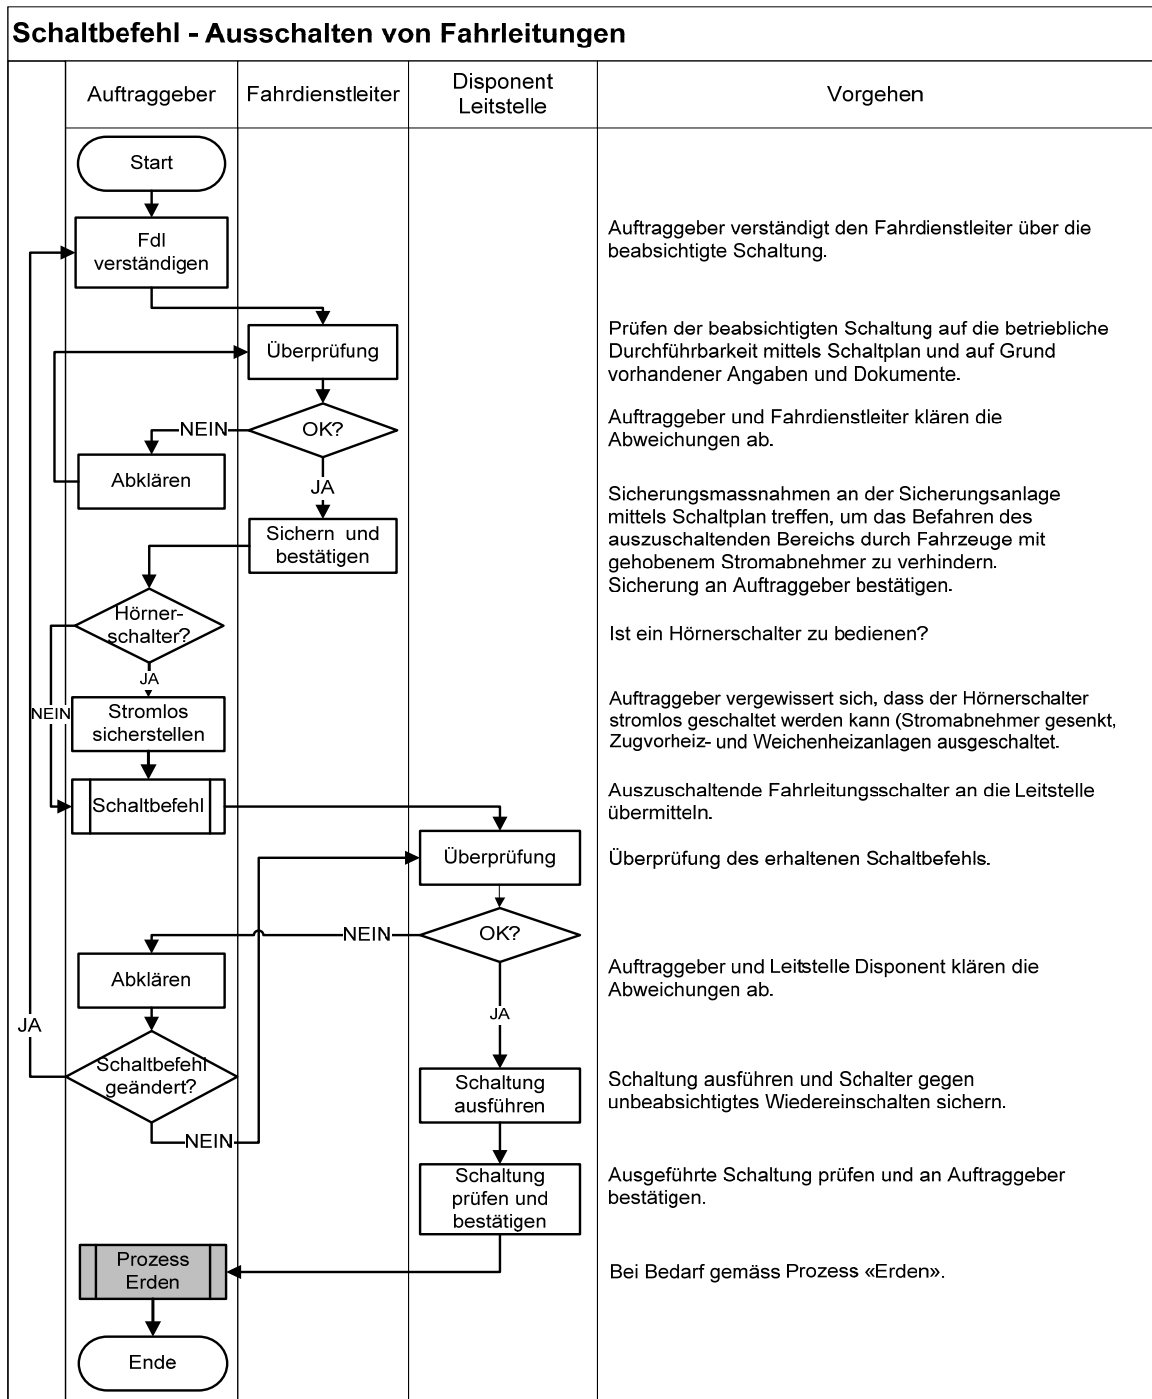 Schaltbefehl - Ausschalten von Fahrleitungen
Auftraggeber
Fahrdienstleiter
Disponent
Leitstelle
Vorgehen
Start
Fdl
verständigen
Auftraggeber verständigt den Fahrdienstleiter über die
beabsichtigte Schaltung.
Überprüfung
Prüfen der beabsichtigten Schaltung auf die betriebliche
Durchführbarkeit mittels Schaltplan und auf Grund
vorhandener Angaben und Dokumente.
NEIN
OK?
Auftraggeber und Fahrdienstleiter klären die
Abweichungen ab.
Abklären
JA
Sichern und
bestätigen
Sicherungsmassnahmen an der Sicherungsanlage
mittels Schaltplan treffen, um das Befahren des
auszuschaltenden Bereichs durch Fahrzeuge mit
gehobenem Stromabnehmer zu verhindern.
Sicherung an Auftraggeber bestätigen.
Hörner-
schalter?
Ist ein Hörnerschalter zu bedienen?
JA
NEIN
Stromlos
sicherstellen
Auftraggeber vergewissert sich, dass der Hörnerschalter
stromlos geschaltet werden kann (Stromabnehmer gesenkt,
Zugvorheiz- und Weichenheizanlagen ausgeschaltet.
Schaltbefehl
Auszuschaltende Fahrleitungsschalter an die Leitstelle
übermitteln.
Überprüfung
Überprüfung des erhaltenen Schaltbefehls.
NEIN
OK?
Abklären
Auftraggeber und Leitstelle Disponent klären die
Abweichungen ab.
JA
JA
Schaltbefehl
geändert?
Schaltung
ausführen
Schaltung ausführen und Schalter gegen
unbeabsichtigtes Wiedereinschalten sichern.
NEIN
Schaltung
prüfen und
bestätigen
Ausgeführte Schaltung prüfen und an Auftraggeber
bestätigen.
Prozess
Erden
Bei Bedarf gemäss Prozess «Erden».
Ende